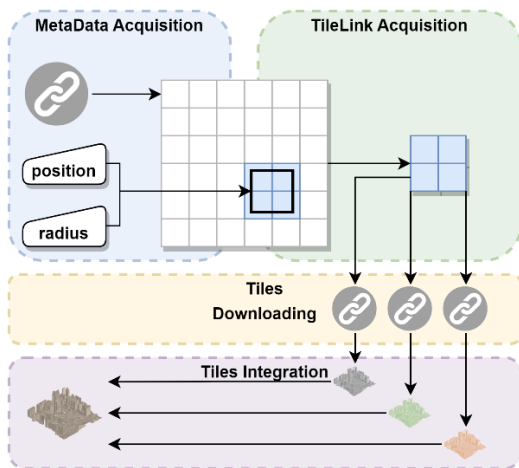 MetaData Acquisition
TileLink Acquisition
position
radius
Tiles
Downloading
Tiles Integration